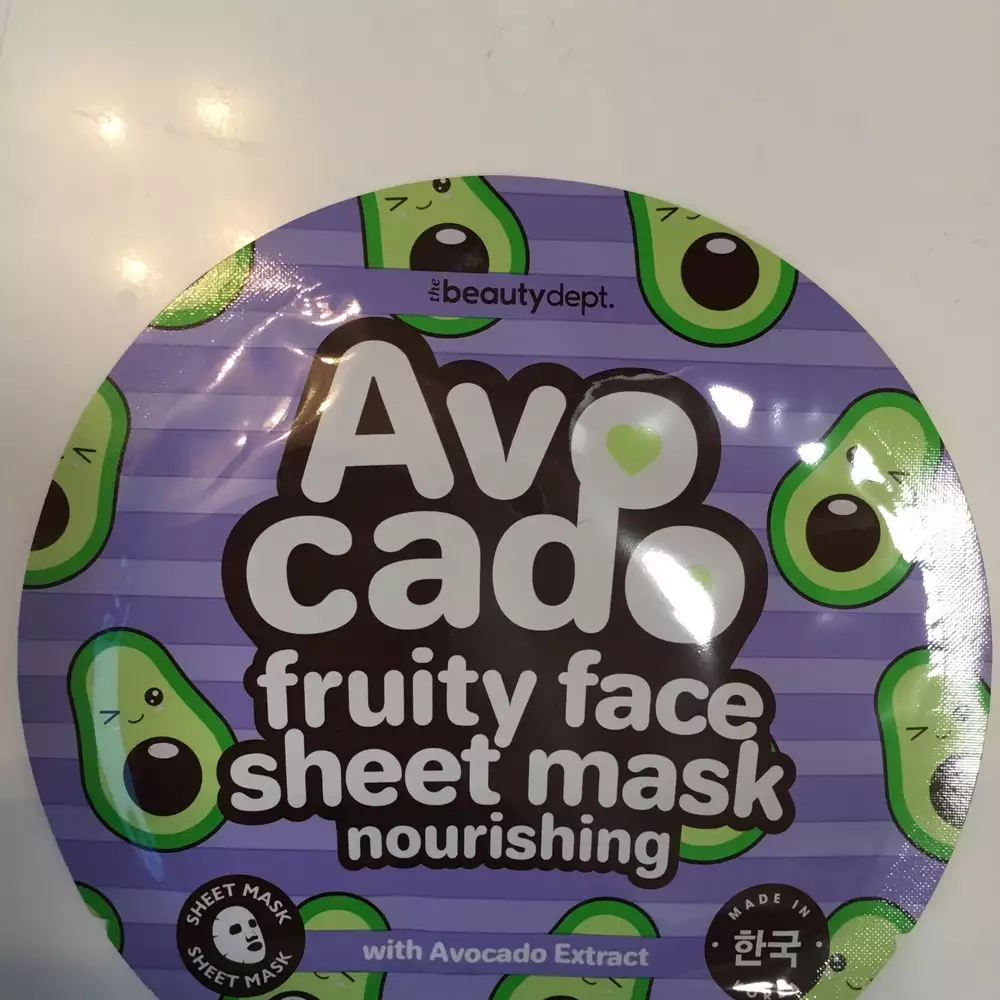 the beautydept.
Avo
cado
fruity face
sheet mask
nourishing
SHEET MASK
SHEET MASK
with Avocado Extract
MADE IN
한국